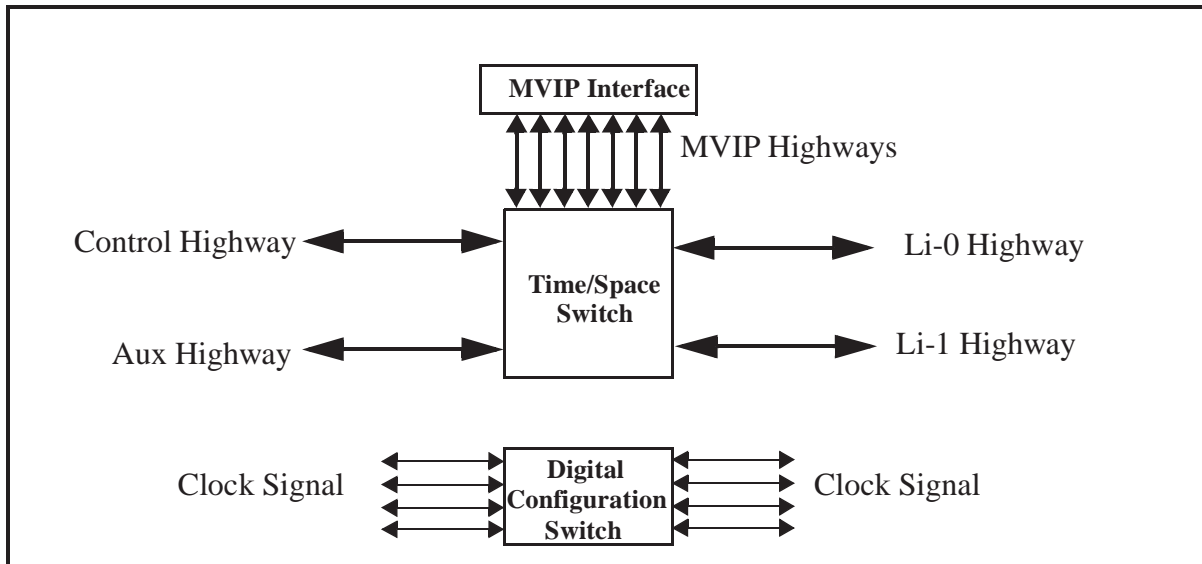 MVIP Interface
MVIP Highways
Control Highway
Li-0 Highway
Time/Space
Switch
Aux Highway
Li-1 Highway
Clock Signal
Digital
Configuration
Switch
Clock Signal